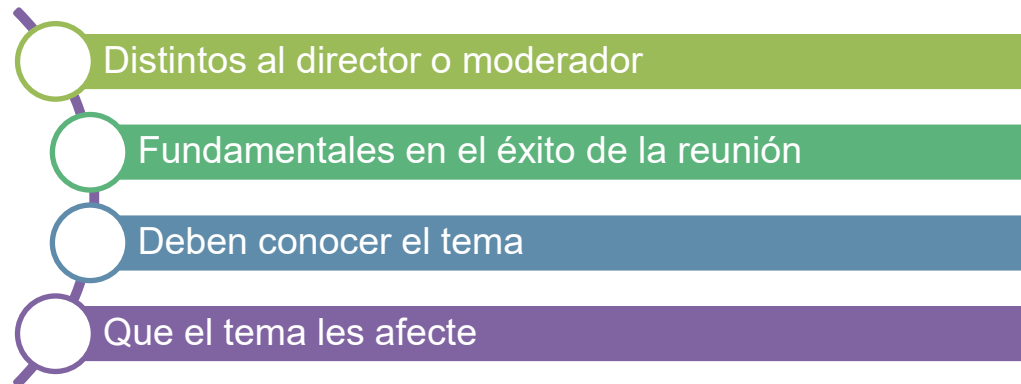 Distintos al director o moderador
Fundamentales en el éxito de la reunión
Deben conocer el tema
Que el tema les afecte